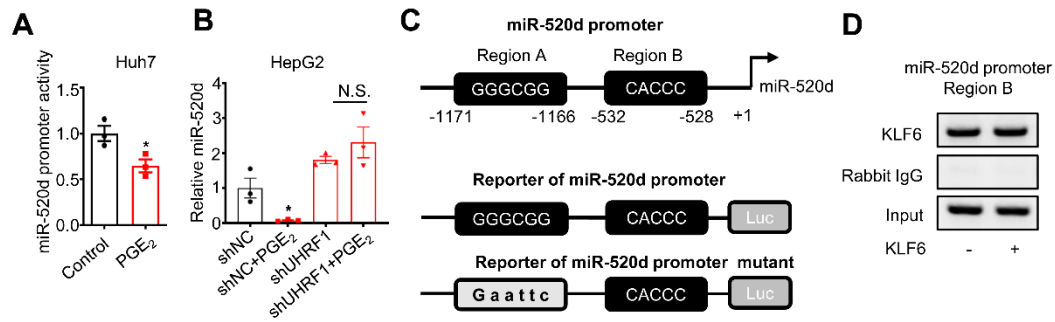 A
Huh7
miR-520d promoter activity
1.5
1.0
0.5
0.0
*
Control
PGE₂
B
HepG2
Relative miR-520d
4
3
2
1
0
*
N.S.
shNC
shNC+PGE₂
shUHRF1
shUHRF1+PGE₂
C
miR-520d promoter
Region A
Region B
GGGCGG
CACCC
miR-520d
-1171
-1166
-532
-528
+1
Reporter of miR-520d promoter
GGGCGG
CACCC
Luc
Reporter of miR-520d promoter mutant
Gaattc
CACCC
Luc
D
miR-520d promoter
Region B
KLF6
Rabbit IgG
Input
KLF6 - +